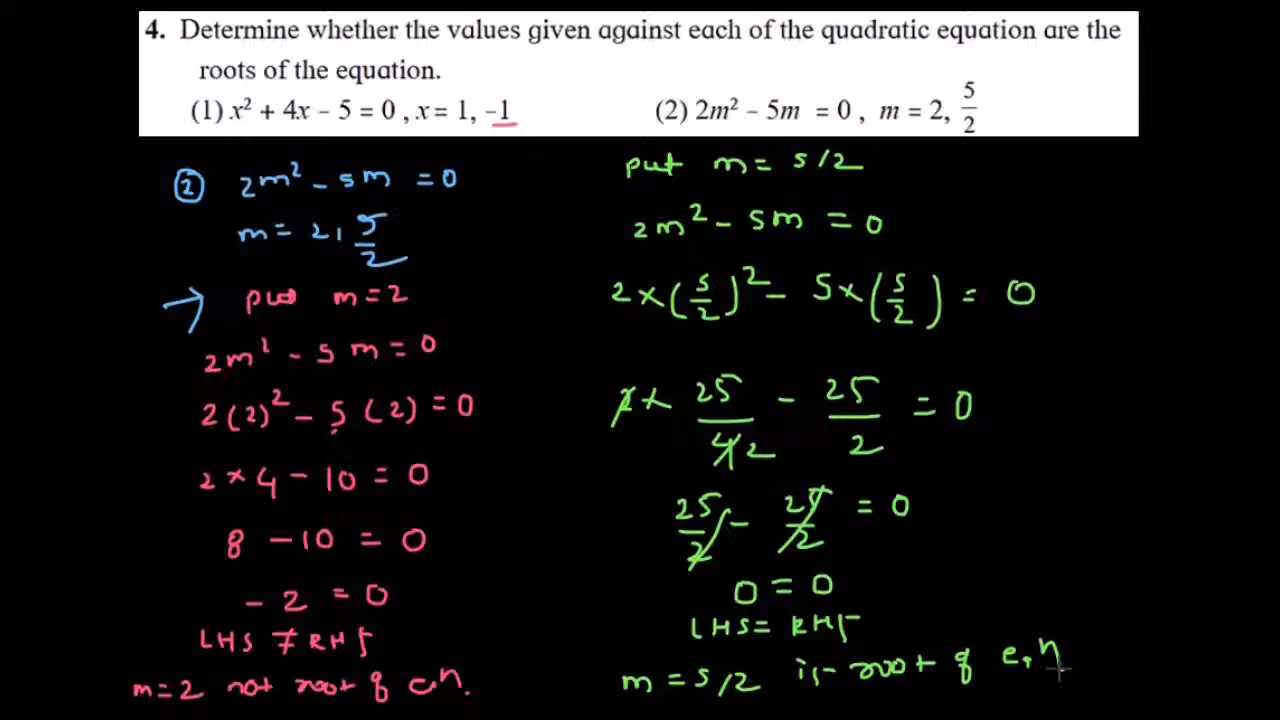 4. Determine whether the values given against each of the quadratic equation are the
roots of the equation.
(1) x² + 4x – 5 = 0 , x = 1, –1
(2) 2m² – 5m = 0 , m = 2, 5/2
② 2m² - 5m = 0
m = 2, 5/2
→ put m = 2
2m² - 5m = 0
2(2)² - 5(2) = 0
2 × 4 - 10 = 0
8 - 10 = 0
- 2 = 0
LHS ≠ RHS
m = 2 not root of eqn.
put m = 5/2
2m² - 5m = 0
2 × (5/2)² - 5 × (5/2) = 0
2 × 25/4 2 - 25/2 = 0
25/2 - 25/2 = 0
0 = 0
LHS = RHS
m = 5/2 is root of eqn